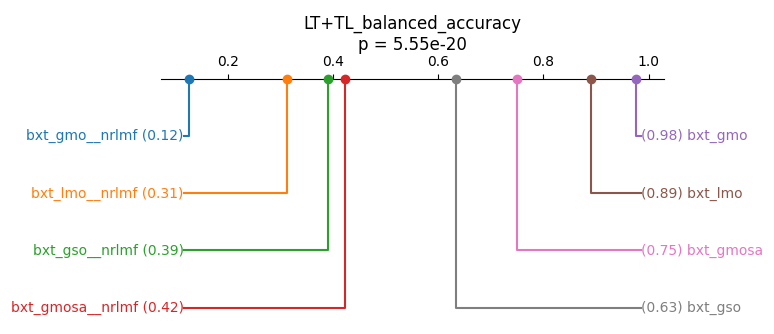 LT+TL_balanced_accuracy
p = 5.55e-20
0.2 0.4 0.6 0.8 1.0
bxt_gmo__nrlmf (0.12) (0.98) bxt_gmo
bxt_lmo__nrlmf (0.31) (0.89) bxt_lmo
bxt_gso__nrlmf (0.39) (0.75) bxt_gmosa
bxt_gmosa__nrlmf (0.42) (0.63) bxt_gso